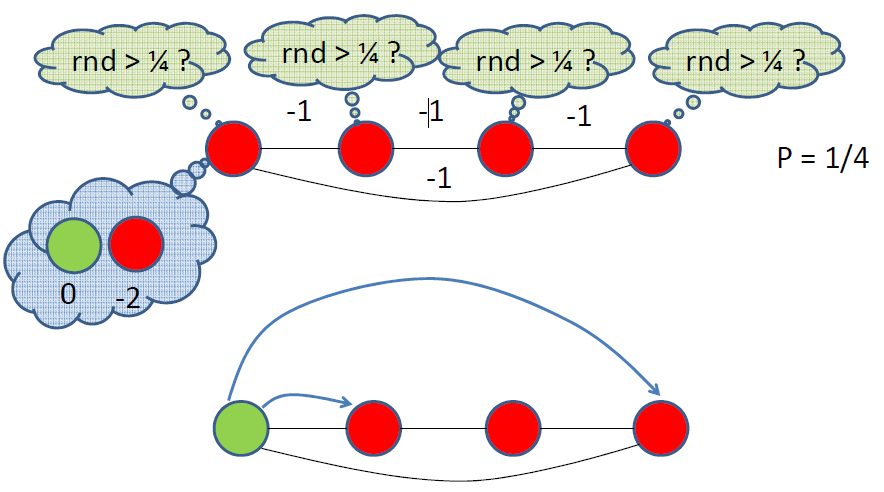 rnd > ¼ ?
rnd > ¼ ?
rnd > ¼ ?
rnd > ¼ ?
-1
-1
-1
-1
P = 1/4
0
-2